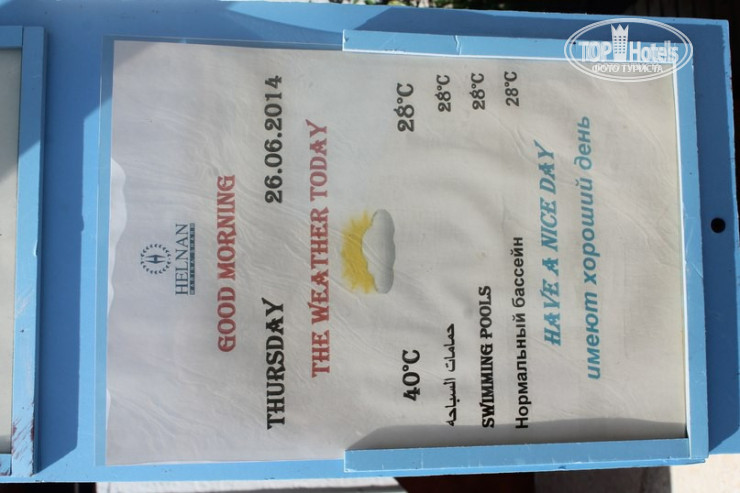 HELNAN
GOOD MORNING
THURSDAY 26.06.2014
THE WEATHER TODAY
40°C 28°C
حمامات السباحه 28°C
SWIMMING POOLS 28°C
Нормальный бассейн 28°C
HAVE A NICE DAY
имеют хороший день
TOP Hotels
ФОТО ТУРИСТА